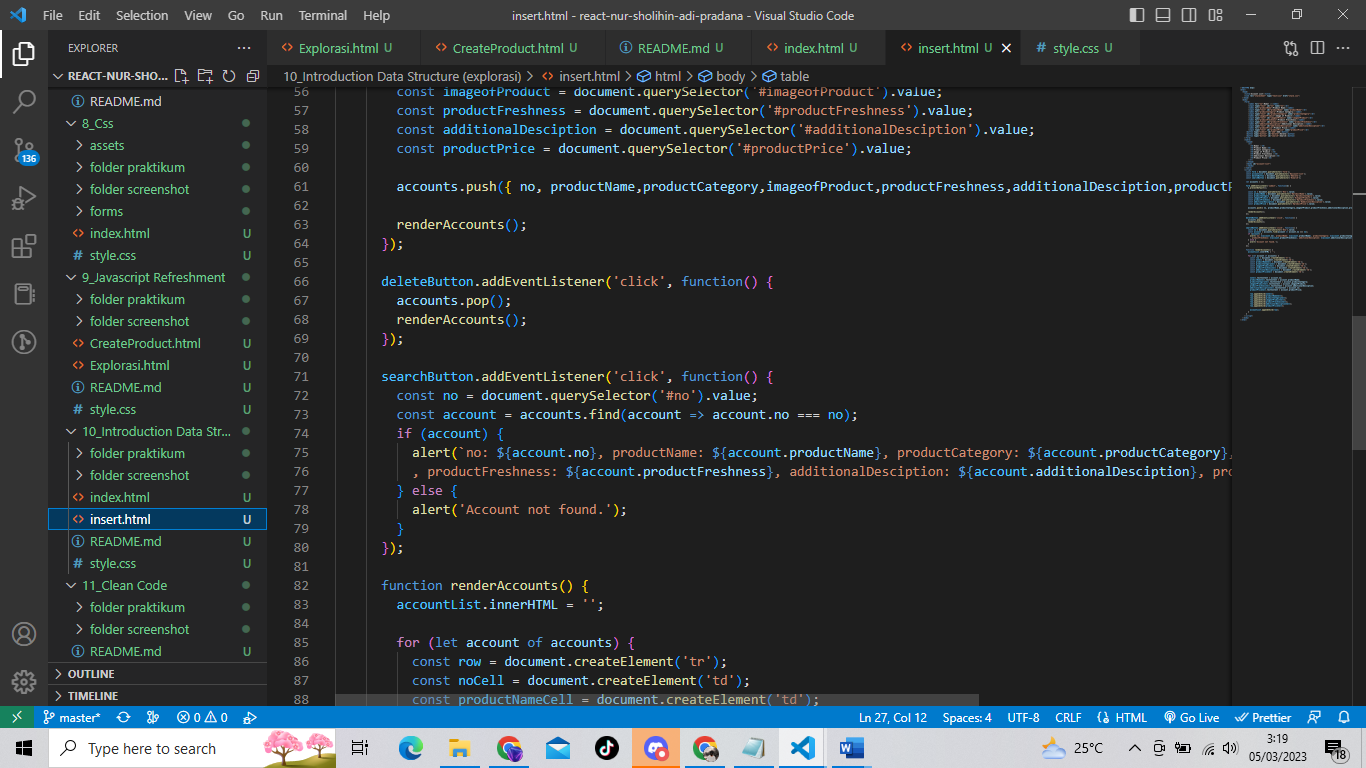 File Edit Selection View Go Run Terminal Help insert.html - react-nur-sholihin-adi-pradana - Visual Studio Code
EXPLORER
REACT-NUR-SHO...
README.md
8_Css
assets
folder praktikum
folder screenshot
forms
index.html U
style.css U
9_Javascript Refreshment
folder praktikum
folder screenshot
CreateProduct.html U
Explorasi.html U
README.md U
style.css U
10_Introduction Data Str...
folder praktikum
folder screenshot
index.html U
insert.html U
README.md U
style.css U
11_Clean Code
folder praktikum
folder screenshot
README.md U
OUTLINE
TIMELINE
136
Explorasi.html U CreateProduct.html U README.md U index.html U insert.html U style.css U
10_Introduction Data Structure (explorasi) > insert.html > html > body > table
56 const imageofProduct = document.querySelector('#imageofProduct').value;
57 const productFreshness = document.querySelector('#productFreshness').value;
58 const additionalDesciption = document.querySelector('#additionalDesciption').value;
59 const productPrice = document.querySelector('#productPrice').value;
60
61 accounts.push({ no, productName,productCategory,imageofProduct,productFreshness,additionalDesciption,productP
62
63 renderAccounts();
64 });
65
66 deleteButton.addEventListener('click', function() {
67 accounts.pop();
68 renderAccounts();
69 });
70
71 searchButton.addEventListener('click', function() {
72 const no = document.querySelector('#no').value;
73 const account = accounts.find(account => account.no === no);
74 if (account) {
75 alert(`no: ${account.no}, productName: ${account.productName}, productCategory: ${account.productCategory},
76 , productFreshness: ${account.productFreshness}, additionalDesciption: ${account.additionalDesciption}, pro
77 } else {
78 alert('Account not found.');
79 }
80 });
81
82 function renderAccounts() {
83 accountList.innerHTML = '';
84
85 for (let account of accounts) {
86 const row = document.createElement('tr');
87 const noCell = document.createElement('td');
88 const productNameCell = document.createElement('td');
master* 0 0 Ln 27, Col 12 Spaces: 4 UTF-8 CRLF HTML Go Live Prettier
Type here to search 25°C 3:19
05/03/2023 18